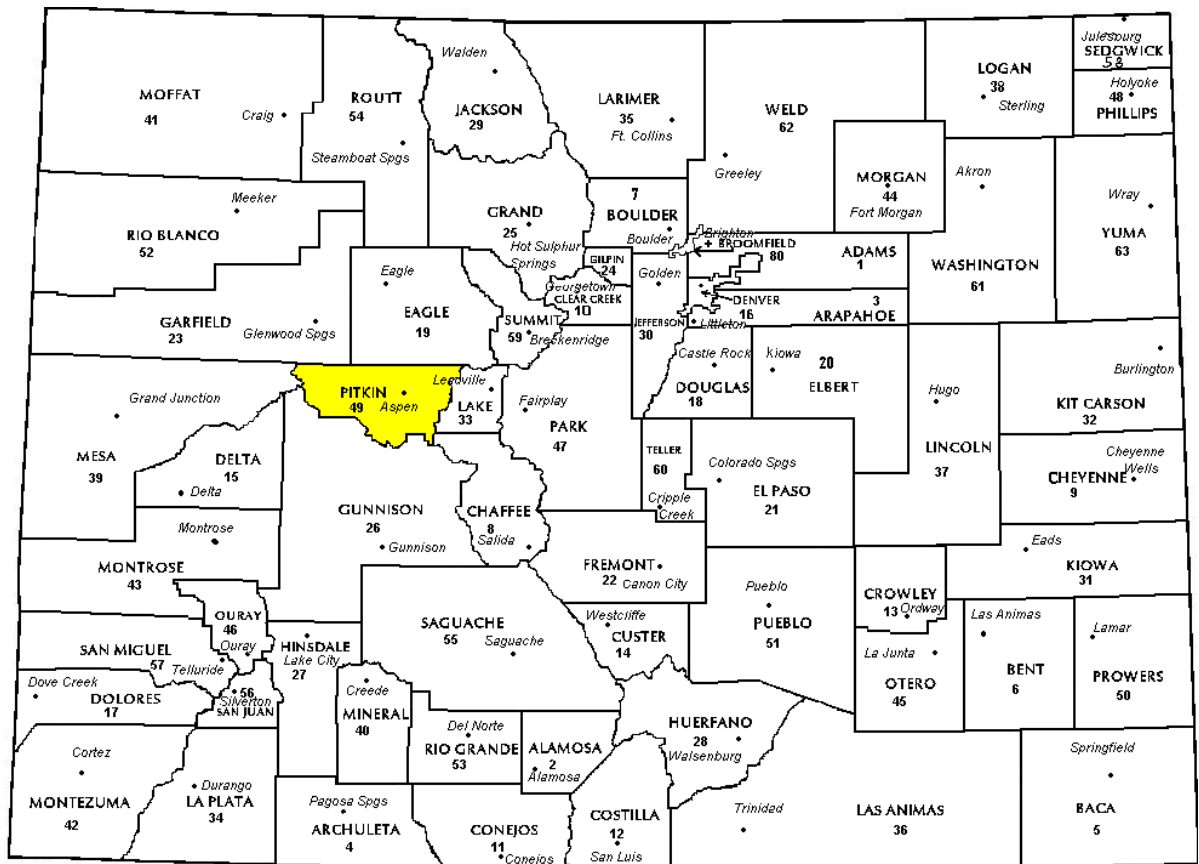 Julesburg
SEDGWICK
58
Walden
LOGAN
38
Sterling
Holyoke
48
PHILLIPS
MOFFAT
41
Craig
ROUTT
54
Steamboat Spgs
JACKSON
29
LARIMER
35
Ft. Collins
WELD
62
Greeley
MORGAN
44
Fort Morgan
Akron
WASHINGTON
61
Wray
YUMA
63
Meeker
RIO BLANCO
52
GRAND
25
Hot Sulphur
Springs
7
BOULDER
Boulder
Brighton
+ BROOMFIELD
80
ADAMS
1
GILPIN
24
Golden
Georgetown
CLEAR CREEK
10
DENVER
16
3
ARAPAHOE
Littleton
JEFFERSON
30
Eagle
EAGLE
19
SUMMIT
59
Breckenridge
GARFIELD
23
Glenwood Spgs
Castle Rock
DOUGLAS
18
kiowa
20
ELBERT
Burlington
KIT CARSON
32
Grand Junction
MESA
39
PITKIN
49
Aspen
Leadville
LAKE
33
Fairplay
PARK
47
Hugo
LINCOLN
37
DELTA
15
Delta
TELLER
60
Cripple
Creek
Colorado Spgs
EL PASO
21
Cheyenne
Wells
CHEYENNE
9
GUNNISON
26
Gunnison
CHAFFEE
8
Salida
Montrose
MONTROSE
43
FREMONT
22
Canon City
Pueblo
PUEBLO
51
CROWLEY
13
Ordway
Eads
KIOWA
31
OURAY
46
Ouray
SAN MIGUEL
57
Telluride
HINSDALE
Lake City
27
SAGUACHE
55
Saguache
Westcliffe
CUSTER
14
La Junta
OTERO
45
Las Animas
BENT
6
Lamar
PROWERS
50
Dove Creek
DOLORES
17
56
Silverton
SAN JUAN
Creede
MINERAL
40
Del Norte
RIO GRANDE
53
ALAMOSA
2
Alamosa
HUERFANO
28
Walsenburg
Cortez
MONTEZUMA
42
Durango
LA PLATA
34
Pagosa Spgs
ARCHULETA
4
CONEJOS
11
Conejos
COSTILLA
12
San Luis
Trinidad
LAS ANIMAS
36
Springfield
BACA
5